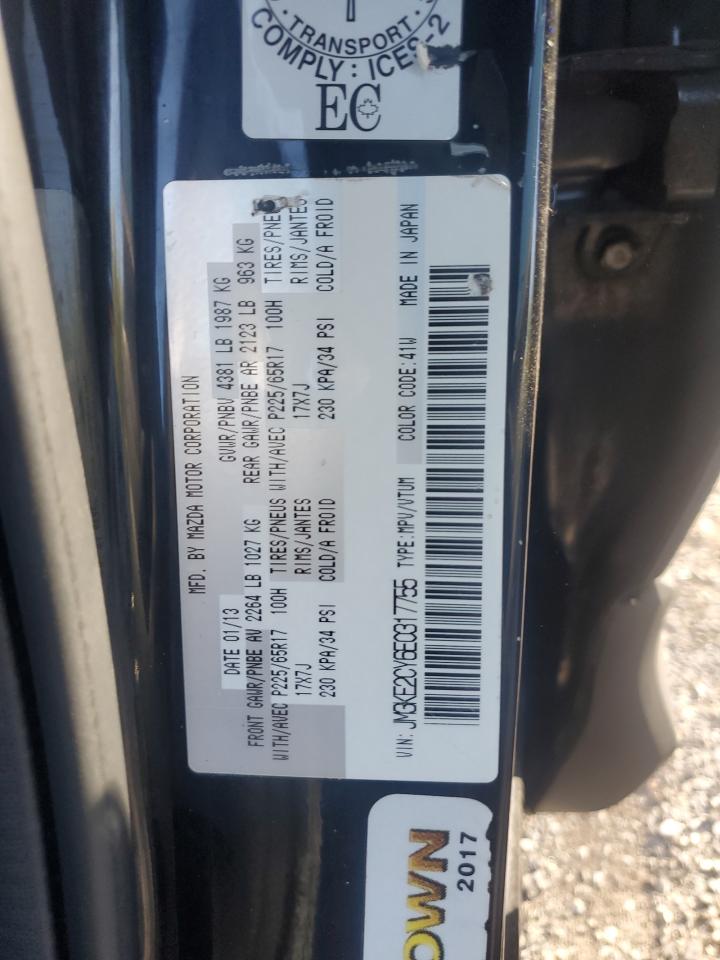 TRANSPORT
COMPLY: ICES-2
EC
MFD. BY MAZDA MOTOR CORPORATION
DATE 01/13 GVWR/PNBV 4381 LB 1987 KG
FRONT GAWR/PNBE AV 2264 LB 1027 KG REAR GAWR/PNBE AR 2123 LB 963 KG
WITH/AVEC P225/65R17 100H TIRES/PNEUS WITH/AVEC P225/65R17 100H TIRES/PNEU
17X7J RIMS/JANTES 17X7J RIMS/JANTES
230 KPA/34 PSI COLD/A FROID 230 KPA/34 PSI COLD/A FROID
VIN: JM3KE2CY6E0317755 TYPE:MPV/VTUM COLOR CODE:41W MADE IN JAPAN
OWN
2017